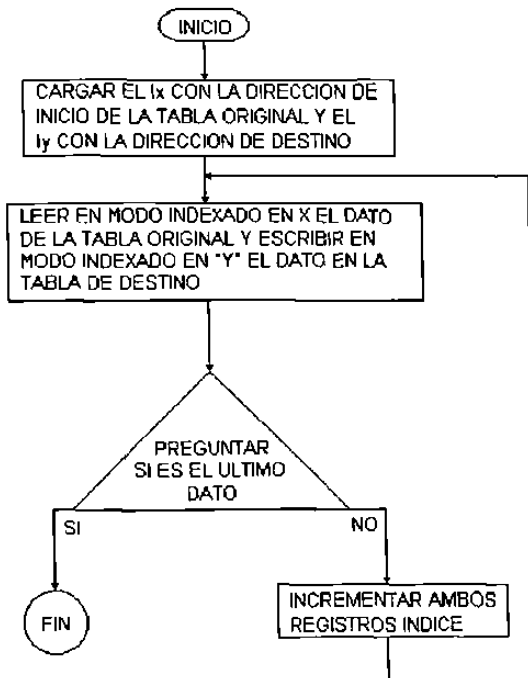 INICIO
CARGAR EL Ix CON LA DIRECCION DE
INICIO DE LA TABLA ORIGINAL Y EL
Iy CON LA DIRECCION DE DESTINO
LEER EN MODO INDEXADO EN X EL DATO
DE LA TABLA ORIGINAL Y ESCRIBIR EN
MODO INDEXADO EN "Y" EL DATO EN LA
TABLA DE DESTINO
PREGUNTAR
SI ES EL ULTIMO
DATO
SI
NO
FIN
INCREMENTAR AMBOS
REGISTROS INDICE